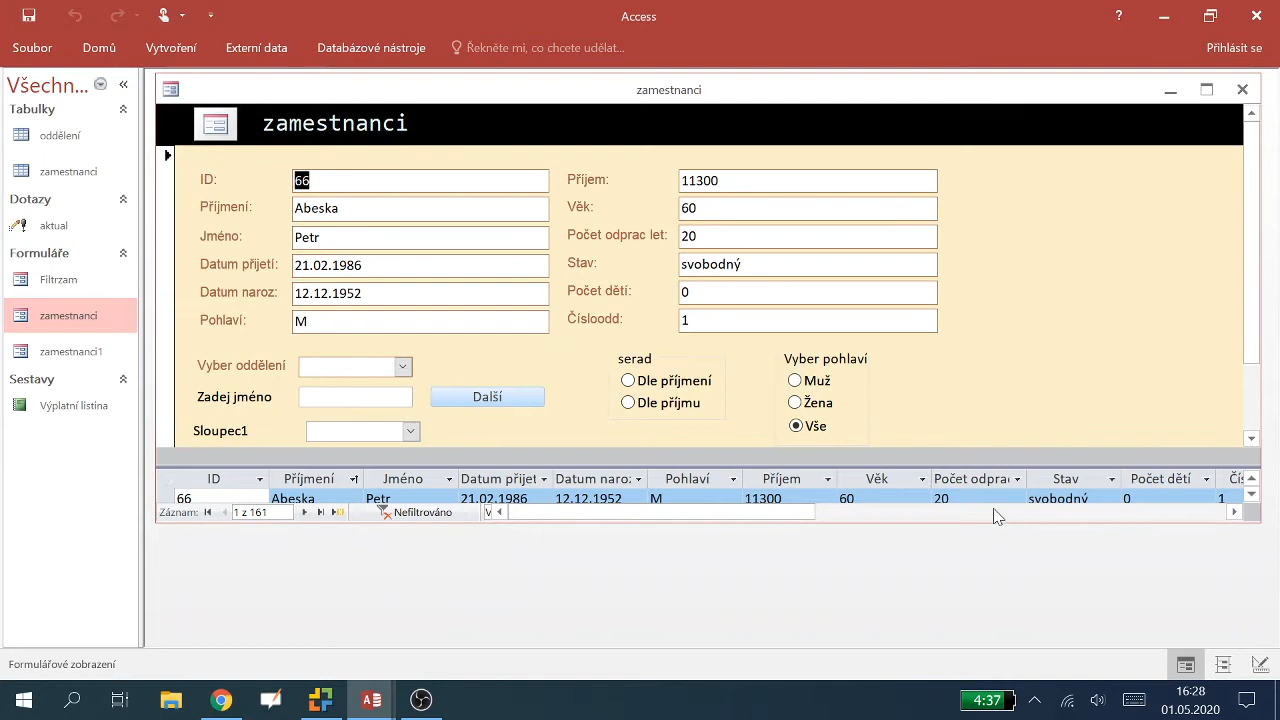 Access
?
Soubor Domů Vytvoření Externí data Databázové nástroje Řekněte mi, co chcete udělat... Přihlásit se
Všechn...
Tabulky
oddělení
zamestnanci
Dotazy
aktual
Formuláře
Filtrzam
zamestnanci
zamestnanci1
Sestavy
Výplatní listina
zamestnanci
zamestnanci
ID: 66 Příjem: 11300
Příjmení: Abeska Věk: 60
Jméno: Petr Počet odprac let: 20
Datum přijetí: 21.02.1986 Stav: svobodný
Datum naroz: 12.12.1952 Počet dětí: 0
Pohlaví: M Čísloodd: 1
Vyber oddělení serad Vyber pohlaví
Dle příjmení Muž
Zadej jméno Další Dle příjmu Žena
Sloupec1 Vše
ID Příjmení Jméno Datum přijet Datum naro: Pohlaví Příjem Věk Počet odprac Stav Počet dětí Čí
66 Abeska Petr 21.02.1986 12.12.1952 M 11300 60 20 svobodný 0 1
Záznam: 1 z 161 Nefiltrováno V
Formulářové zobrazení
4:37
16:28
01.05.2020